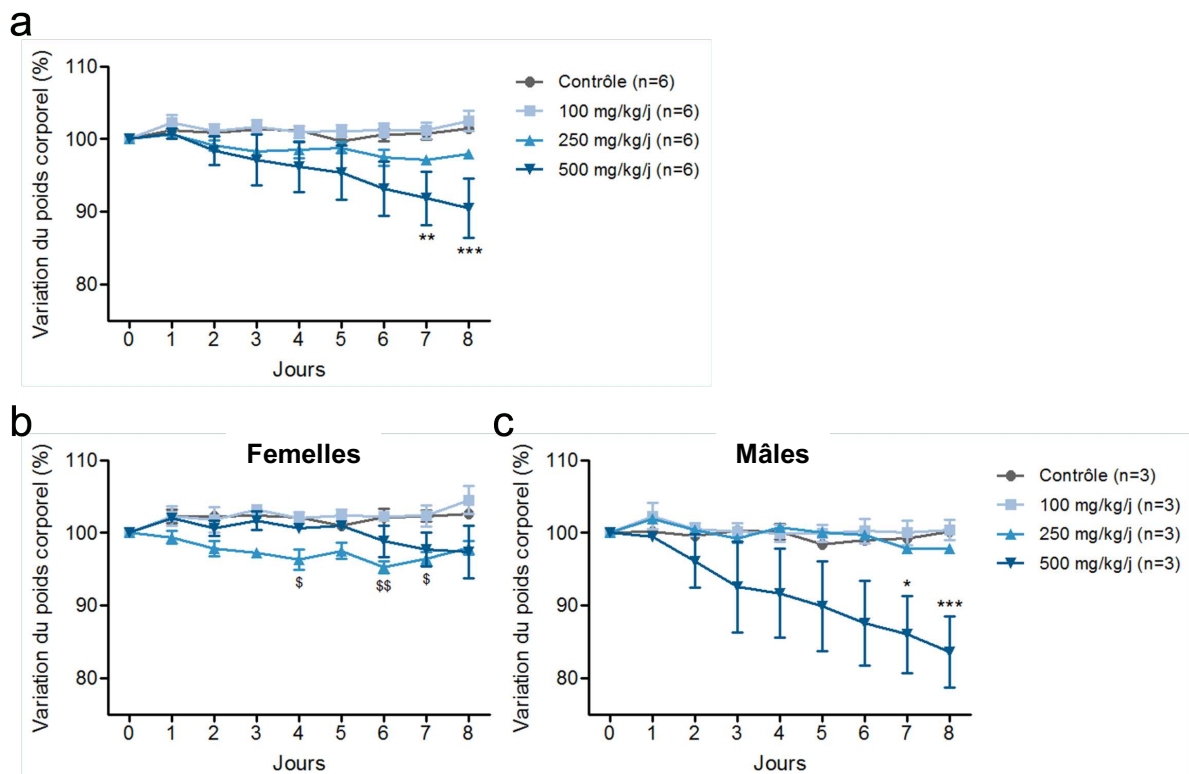 a
Variation du poids corporel (%)
110
100
90
80
0 1 2 3 4 5 6 7 8
Jours
** 
***
Contrôle (n=6)
100 mg/kg/j (n=6)
250 mg/kg/j (n=6)
500 mg/kg/j (n=6)
b
Femelles
Variation du poids corporel (%)
110
100
90
80
$ $$ $
0 1 2 3 4 5 6 7 8
Jours
c
Mâles
Variation du poids corporel (%)
110
100
90
80
*
***
0 1 2 3 4 5 6 7 8
Jours
Contrôle (n=3)
100 mg/kg/j (n=3)
250 mg/kg/j (n=3)
500 mg/kg/j (n=3)